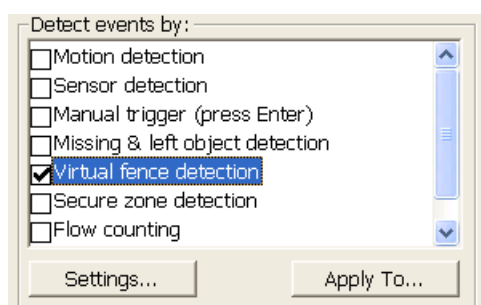 Detect events by:
Motion detection
Sensor detection
Manual trigger (press Enter)
Missing & left object detection
Virtual fence detection
Secure zone detection
Flow counting
Settings... Apply To...